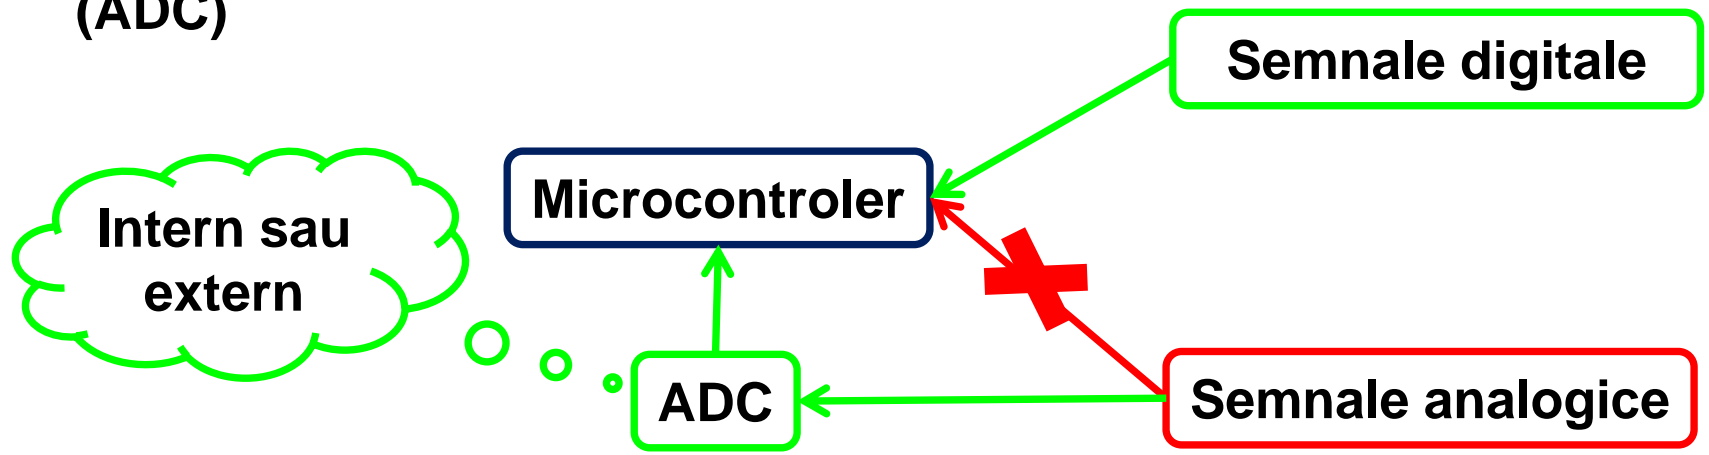 (ADC)
Semnale digitale
Microcontroler
Intern sau
extern
ADC
Semnale analogice